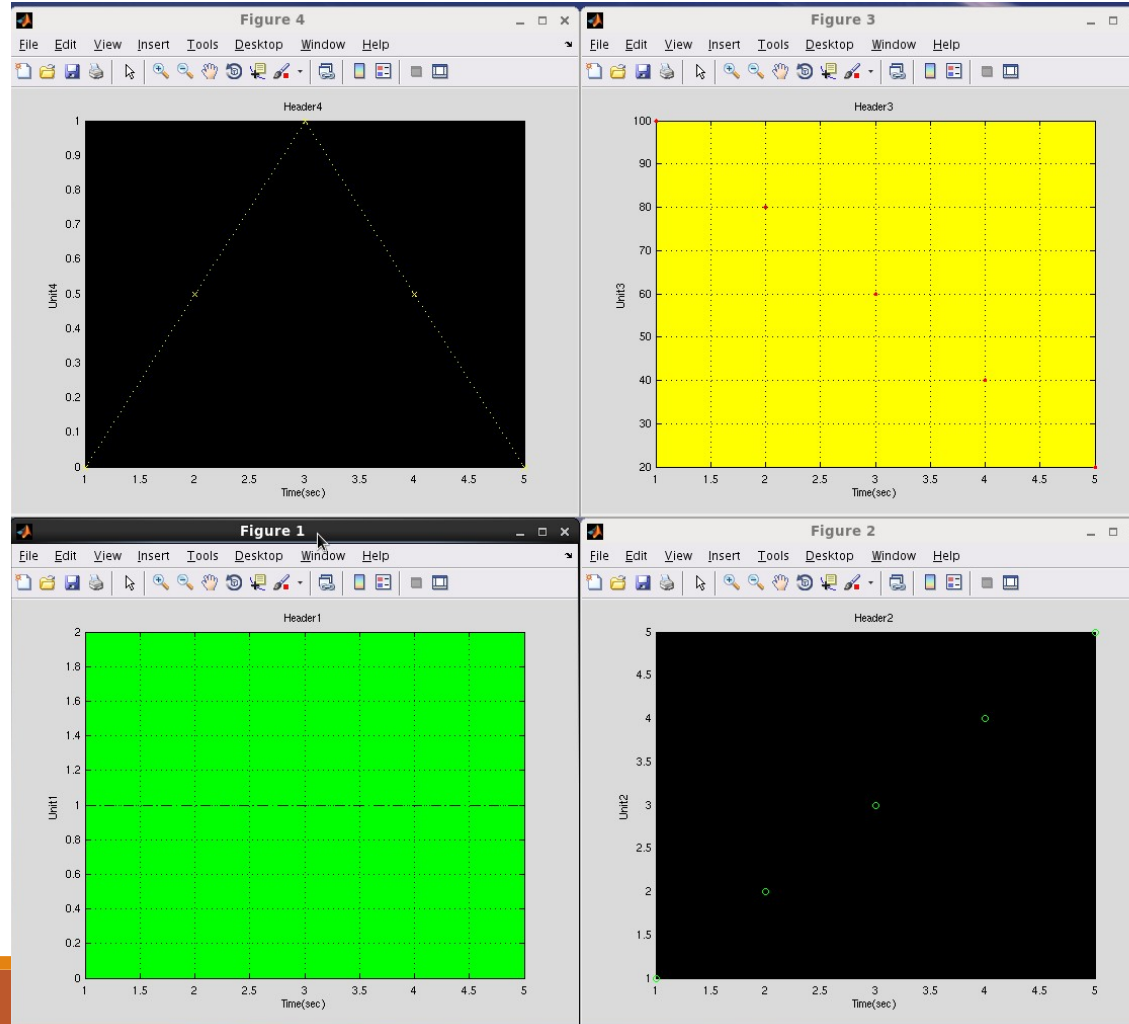 Figure 4
File Edit View Insert Tools Desktop Window Help
Header4
1
0.9
0.8
0.7
0.6
0.5
0.4
0.3
0.2
0.1
0
Unit4
1 1.5 2 2.5 3 3.5 4 4.5 5
Time(sec)
Figure 3
File Edit View Insert Tools Desktop Window Help
Header3
100
90
80
70
60
50
40
30
20
Unit3
1 1.5 2 2.5 3 3.5 4 4.5 5
Time(sec)
Figure 1
File Edit View Insert Tools Desktop Window Help
Header1
2
1.8
1.6
1.4
1.2
1
0.8
0.6
0.4
0.2
0
Unit1
1 1.5 2 2.5 3 3.5 4 4.5 5
Time(sec)
Figure 2
File Edit View Insert Tools Desktop Window Help
Header2
5
4.5
4
3.5
3
2.5
2
1.5
1
Unit2
1 1.5 2 2.5 3 3.5 4 4.5 5
Time(sec)